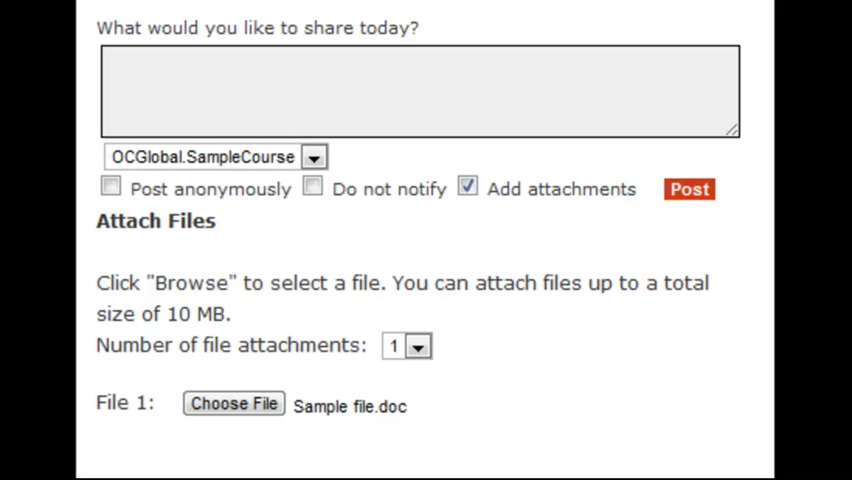 What would you like to share today?
OCGlobal.SampleCourse
Post anonymously Do not notify Add attachments Post
Attach Files
Click "Browse" to select a file. You can attach files up to a total
size of 10 MB.
Number of file attachments: 1
File 1: Choose File Sample file.doc